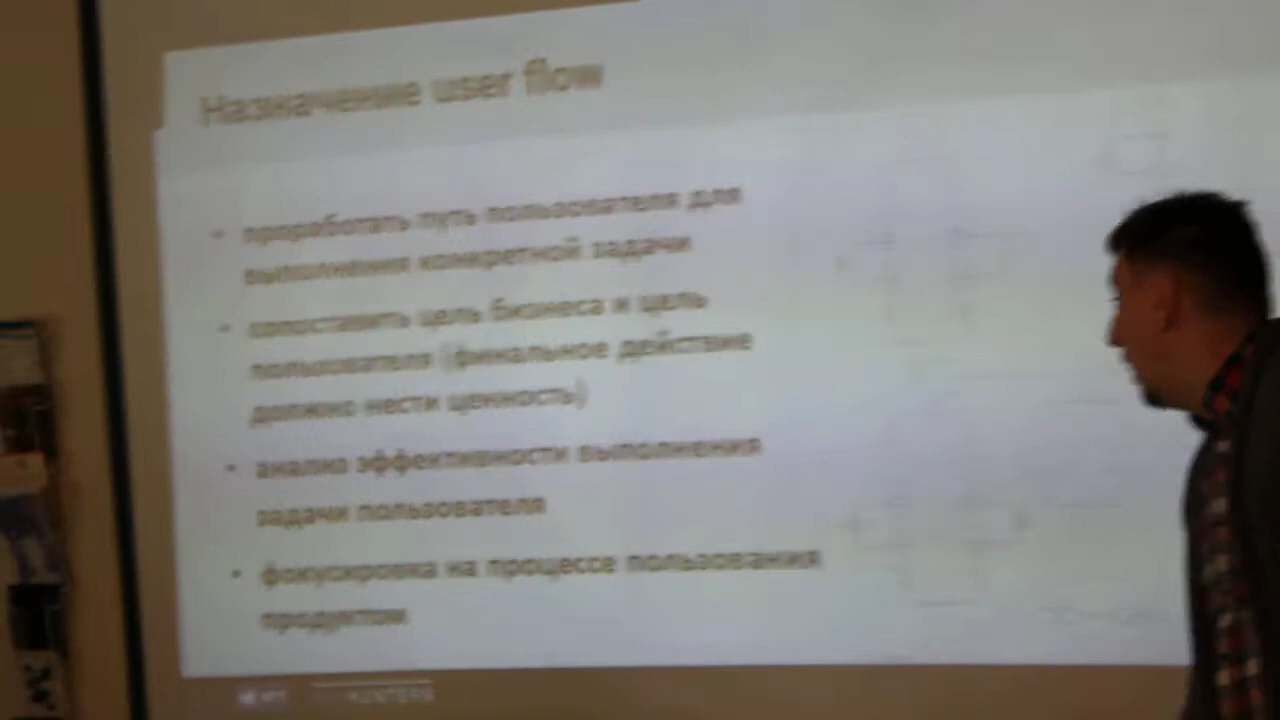 Назначение user flow
• проработать путь пользователя для
выполнения конкретной задачи
• сопоставить цель бизнеса и цель
пользователя (финальное действие
должно нести ценность)
• анализ эффективности выполнения
задачи пользователя
• фокусировка на процессе пользования
продуктом
HUNTERS